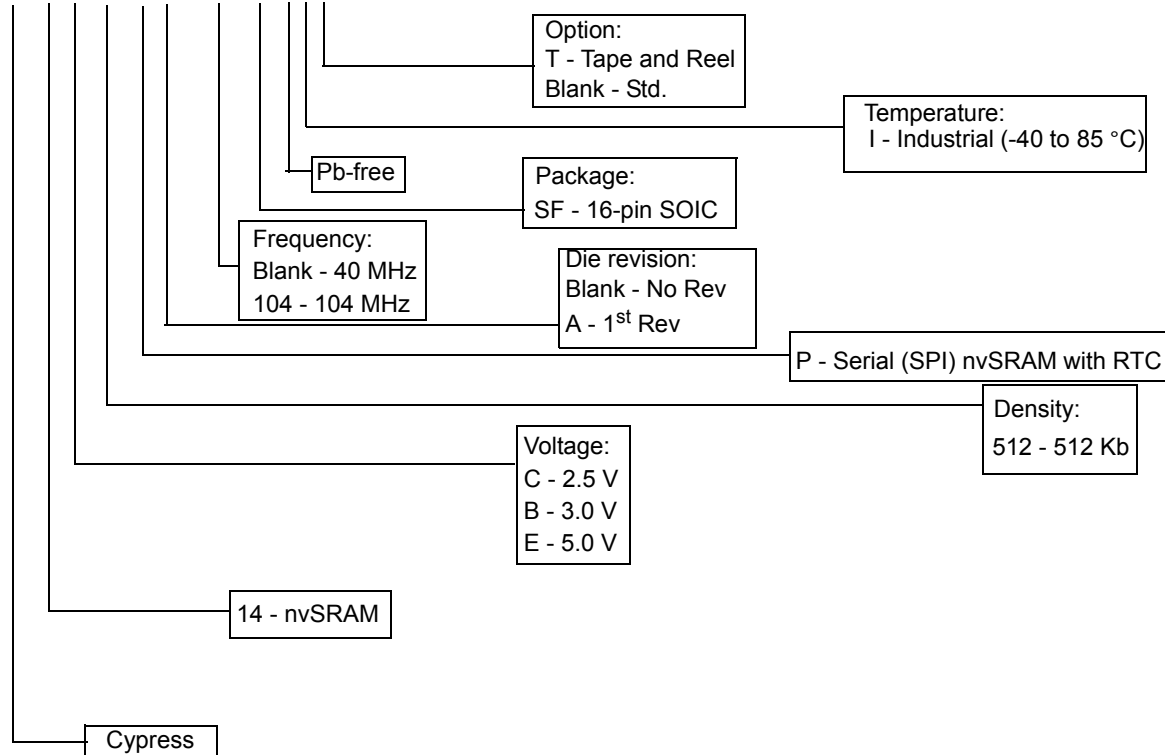 Option:
T - Tape and Reel
Blank - Std.
Temperature:
I - Industrial (-40 to 85 °C)
Pb-free
Package:
SF - 16-pin SOIC
Frequency:
Blank - 40 MHz
104 - 104 MHz
Die revision:
Blank - No Rev
A - 1st Rev
P - Serial (SPI) nvSRAM with RTC
Density:
512 - 512 Kb
Voltage:
C - 2.5 V
B - 3.0 V
E - 5.0 V
14 - nvSRAM
Cypress